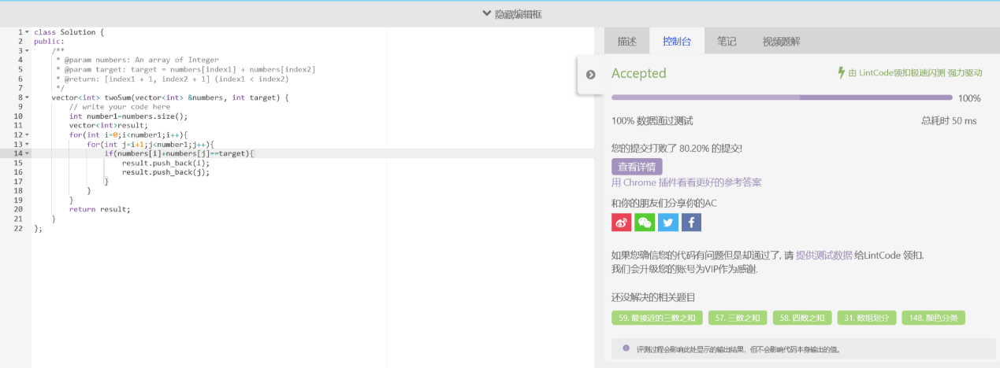 隐藏编辑框
1 class Solution {
2 public:
3 /**
4 * @param numbers: An array of Integer
5 * @param target: target = numbers[index1] + numbers[index2]
6 * @return: [index1 + 1, index2 + 1] (index1 < index2)
7 */
8 vector<int> twoSum(vector<int> &numbers, int target) {
9 // write your code here
10 int number1=numbers.size();
11 vector<int>result;
12 for(int i=0;i<number1;i++){
13 for(int j=i+1;j<number1;j++){
14 if(numbers[i]+numbers[j]==target){
15 result.push_back(i);
16 result.push_back(j);
17 }
18 }
19 }
20 return result;
21 }
22 };
描述 控制台 笔记 视频题解
Accepted 由 LintCode领扣极速闪测 强力驱动
100%
100% 数据通过测试 总耗时 50 ms
您的提交打败了 80.20% 的提交!
查看详情
用 Chrome 插件看看更好的参考答案
和你的朋友们分享你的AC
如果您确信您的代码有问题但是却通过了, 请 提供测试数据 给LintCode 领扣.
我们会升级您的账号为VIP作为感谢.
还没解决的相关题目
59. 最接近的三数之和 57. 三数之和 58. 四数之和 31. 数组划分 148. 颜色分类
评测过程会影响此处显示的输出结果，但不会影响代码本身输出的值。